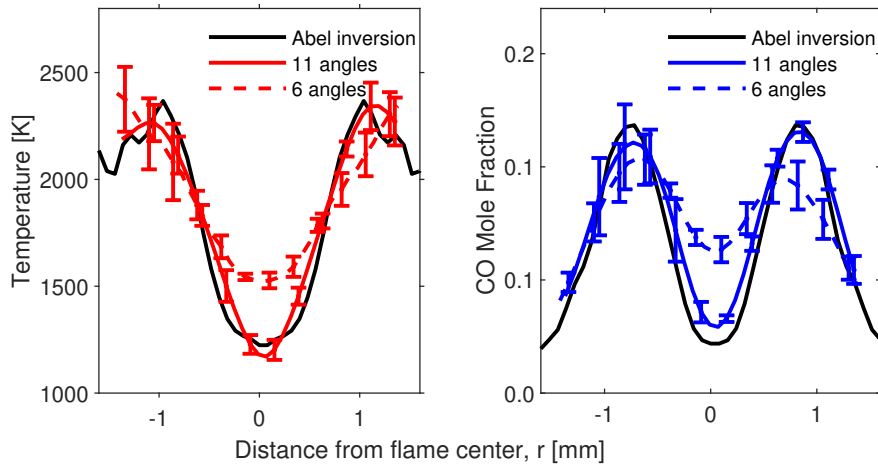 Temperature [K]
2500
2000
1500
1000
-1
0
1
Abel inversion
11 angles
6 angles
CO Mole Fraction
0.2
0.1
0.1
0.0
-1
0
1
Abel inversion
11 angles
6 angles
Distance from flame center, r [mm]